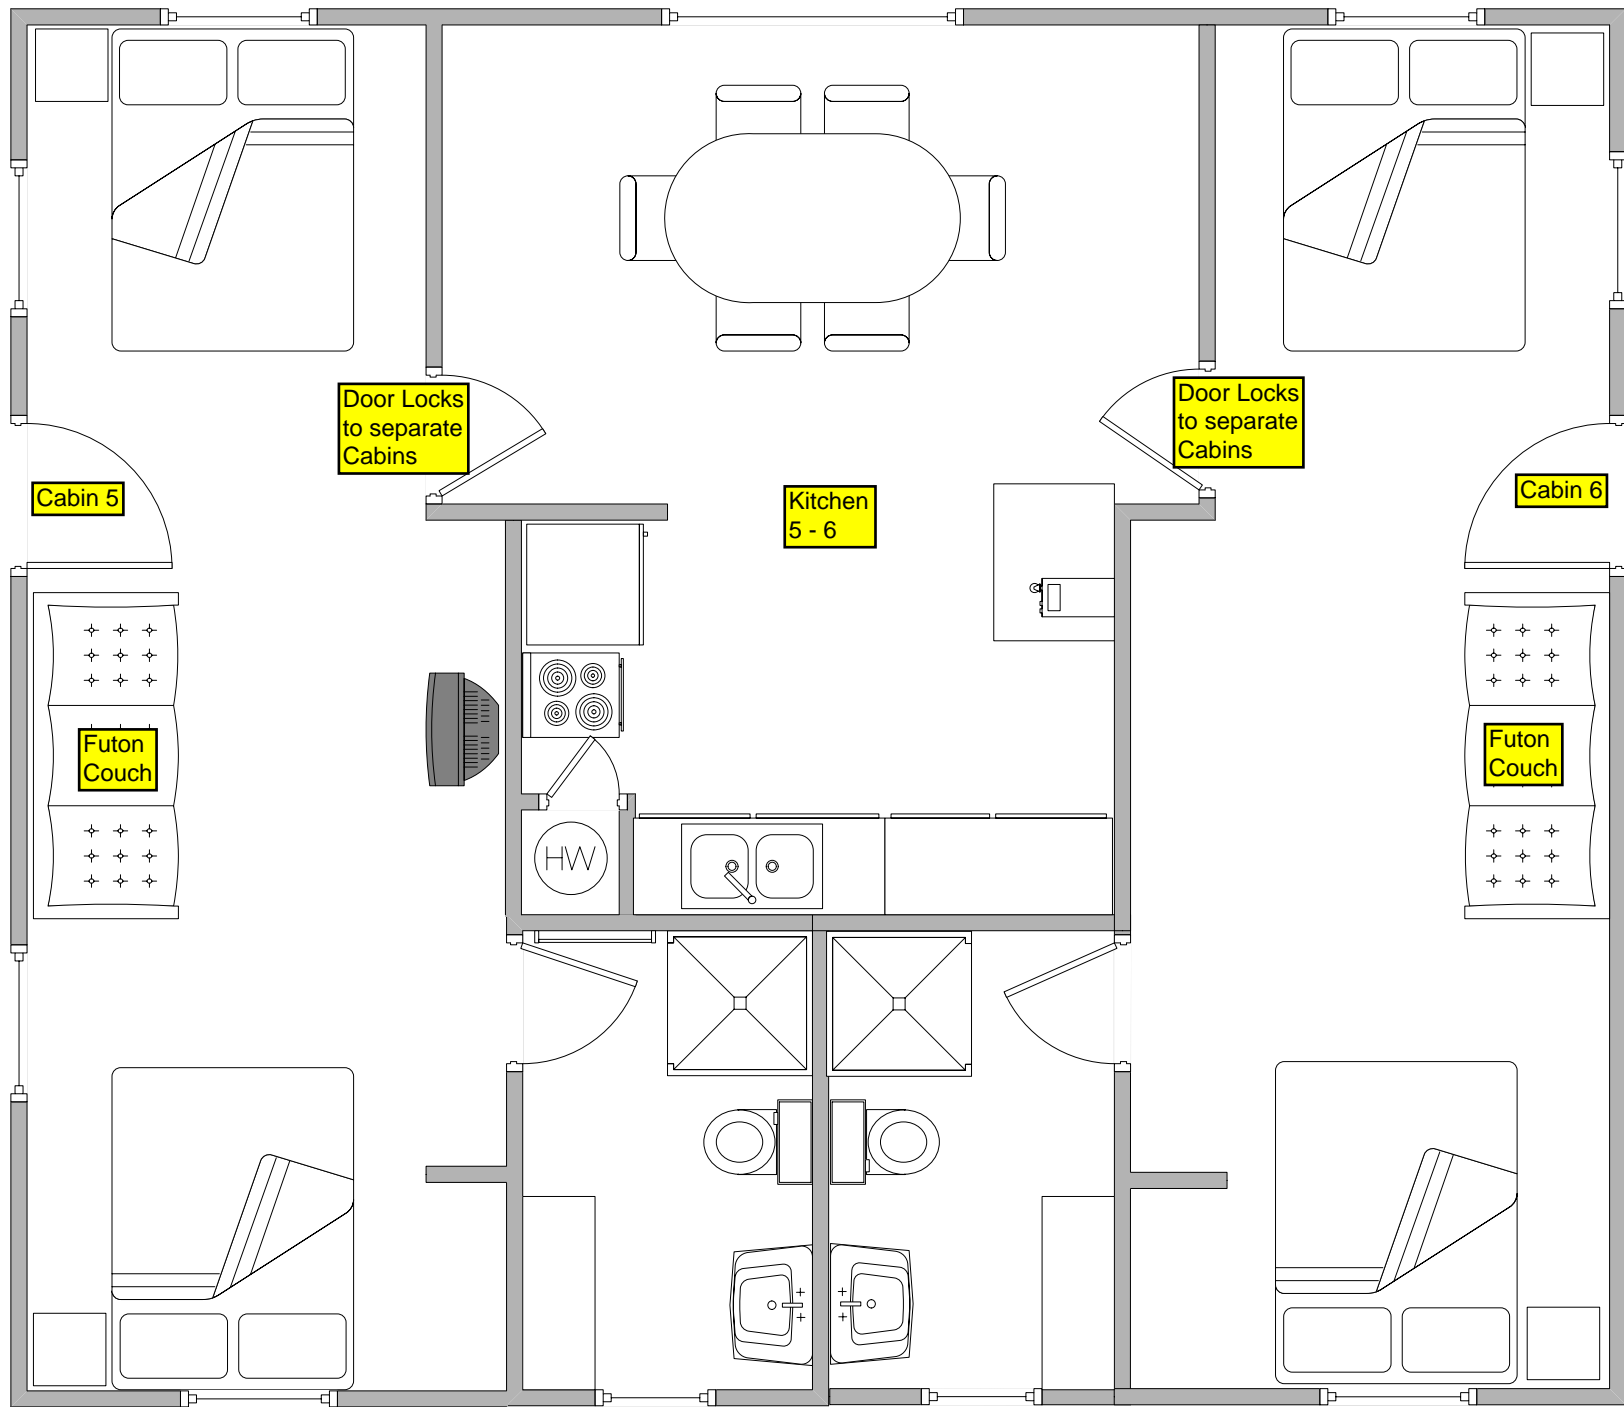 Door Locks
to separate
Cabins
Door Locks
to separate
Cabins
Cabin 5
Kitchen
5 - 6
Cabin 6
Futon
Couch
Futon
Couch
HW